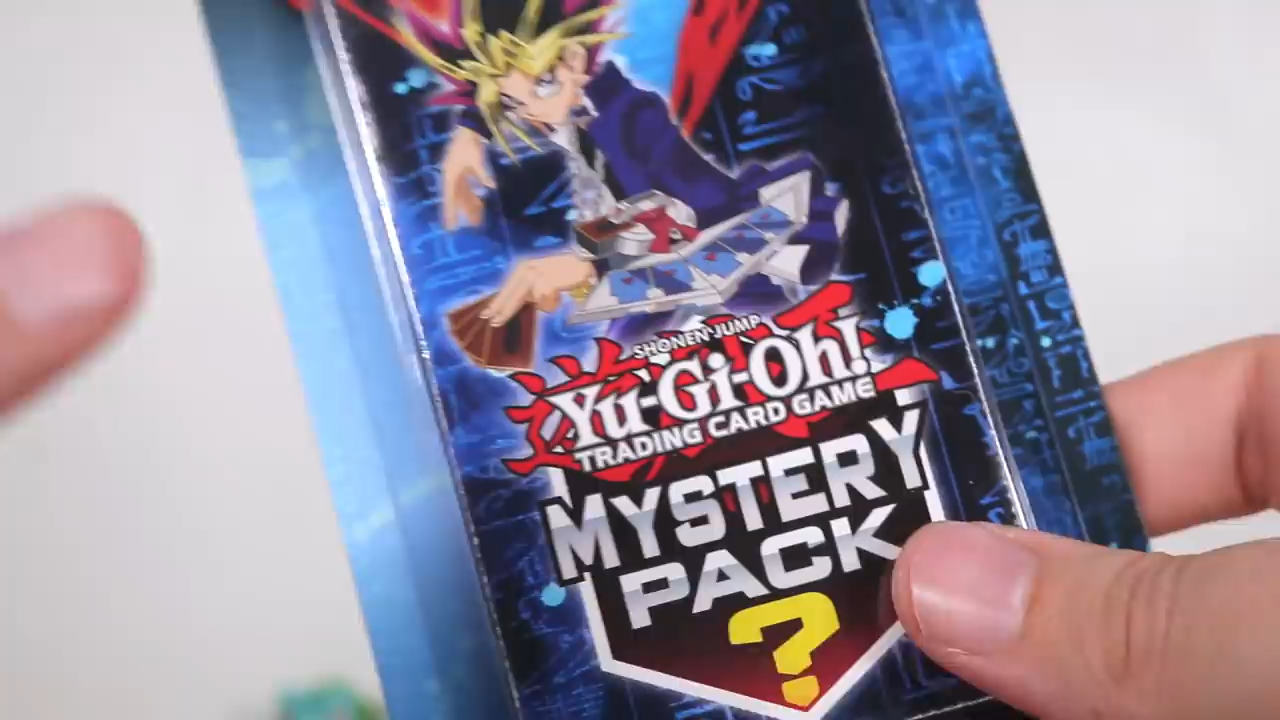 SHONEN JUMP
Yu-Gi-Oh!
TRADING CARD GAME
MYSTERY
PACK
?